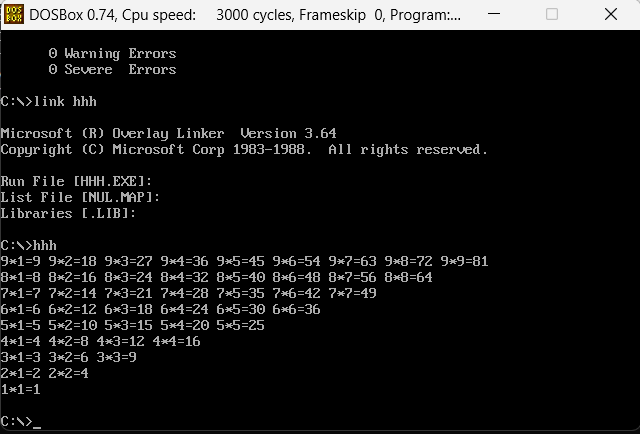 DOS BOX DOSBox 0.74, Cpu speed: 3000 cycles, Frameskip 0, Program:...
0 Warning Errors
0 Severe Errors
C:\>link hhh
Microsoft (R) Overlay Linker Version 3.64
Copyright (C) Microsoft Corp 1983-1988. All rights reserved.
Run File [HHH.EXE]:
List File [NUL.MAP]:
Libraries [.LIB]:
C:\>hhh
9*1=9 9*2=18 9*3=27 9*4=36 9*5=45 9*6=54 9*7=63 9*8=72 9*9=81
8*1=8 8*2=16 8*3=24 8*4=32 8*5=40 8*6=48 8*7=56 8*8=64
7*1=7 7*2=14 7*3=21 7*4=28 7*5=35 7*6=42 7*7=49
6*1=6 6*2=12 6*3=18 6*4=24 6*5=30 6*6=36
5*1=5 5*2=10 5*3=15 5*4=20 5*5=25
4*1=4 4*2=8 4*3=12 4*4=16
3*1=3 3*2=6 3*3=9
2*1=2 2*2=4
1*1=1
C:\>_